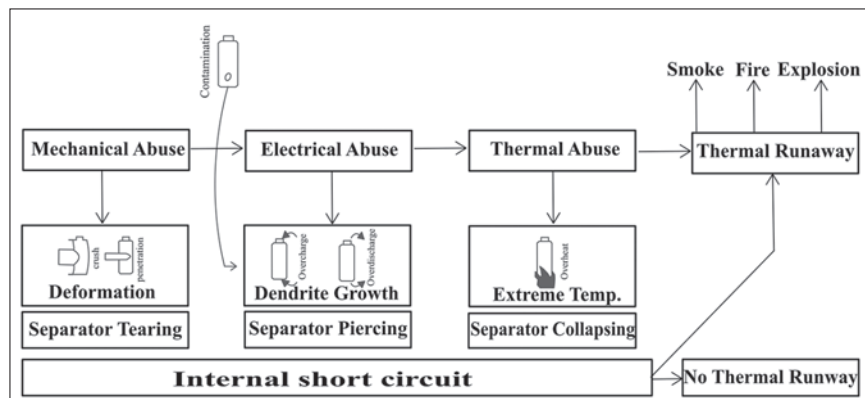 Contamination
Smoke Fire Explosion
Mechanical Abuse Electrical Abuse Thermal Abuse Thermal Runaway
crush penetration Overcharge Overdischarge Overheat
Deformation Dendrite Growth Extreme Temp.
Separator Tearing Separator Piercing Separator Collapsing
Internal short circuit No Thermal Runway